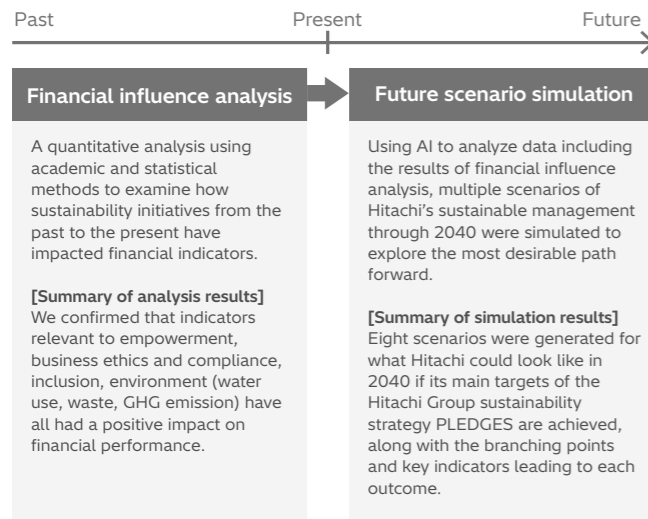 Past
Present
Future
Financial influence analysis
A quantitative analysis using
academic and statistical
methods to examine how
sustainability initiatives from the
past to the present have
impacted financial indicators.
[Summary of analysis results]
We confirmed that indicators
relevant to empowerment,
business ethics and compliance,
inclusion, environment (water
use, waste, GHG emission) have
all had a positive impact on
financial performance.
Future scenario simulation
Using AI to analyze data including
the results of financial influence
analysis, multiple scenarios of
Hitachi’s sustainable management
through 2040 were simulated to
explore the most desirable path
forward.
[Summary of simulation results]
Eight scenarios were generated for
what Hitachi could look like in
2040 if its main targets of the
Hitachi Group sustainability
strategy PLEDGES are achieved,
along with the branching points
and key indicators leading to each
outcome.